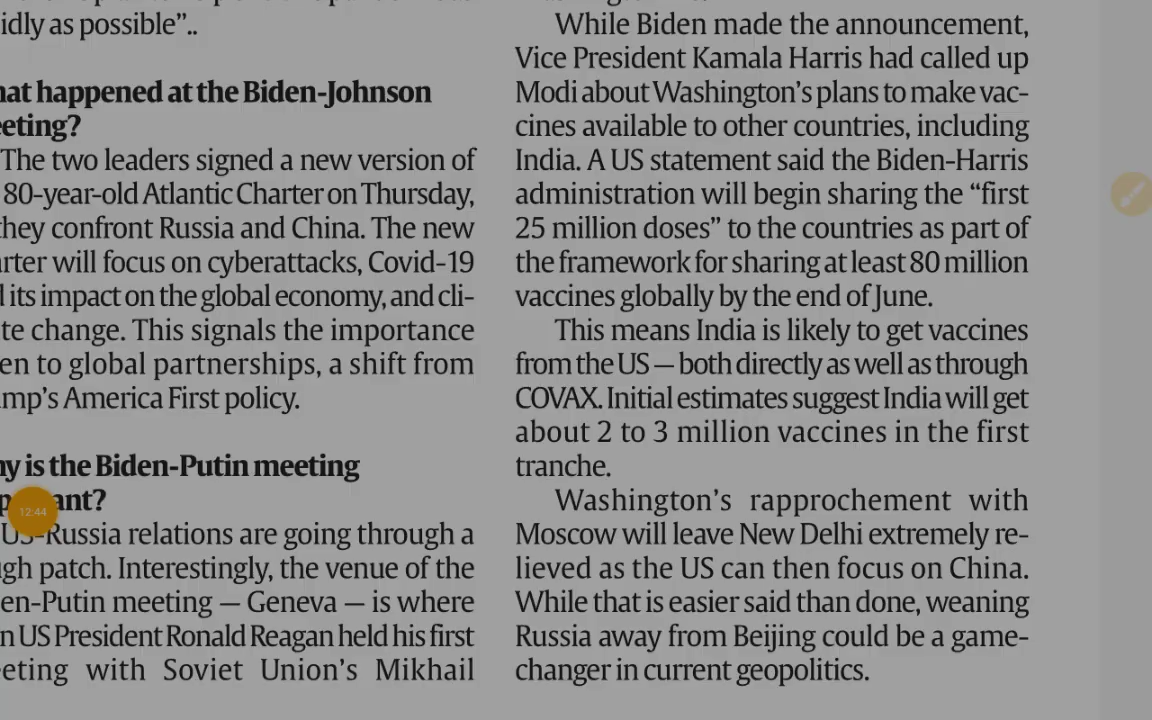 idly as possible”..
hat happened at the Biden-Johnson
eeting?
The two leaders signed a new version of
80-year-old Atlantic Charter on Thursday,
they confront Russia and China. The new
arter will focus on cyberattacks, Covid-19
d its impact on the global economy, and cli-
te change. This signals the importance
en to global partnerships, a shift from
mp’s America First policy.
hy is the Biden-Putin meeting
ant?
12:44
US-Russia relations are going through a
ugh patch. Interestingly, the venue of the
en-Putin meeting — Geneva — is where
n US President Ronald Reagan held his first
eeting with Soviet Union’s Mikhail
While Biden made the announcement,
Vice President Kamala Harris had called up
Modi about Washington’s plans to make vac-
cines available to other countries, including
India. A US statement said the Biden-Harris
administration will begin sharing the “first
25 million doses” to the countries as part of
the framework for sharing at least 80 million
vaccines globally by the end of June.
This means India is likely to get vaccines
from the US — both directly as well as through
COVAX. Initial estimates suggest India will get
about 2 to 3 million vaccines in the first
tranche.
Washington’s rapprochement with
Moscow will leave New Delhi extremely re-
lieved as the US can then focus on China.
While that is easier said than done, weaning
Russia away from Beijing could be a game-
changer in current geopolitics.